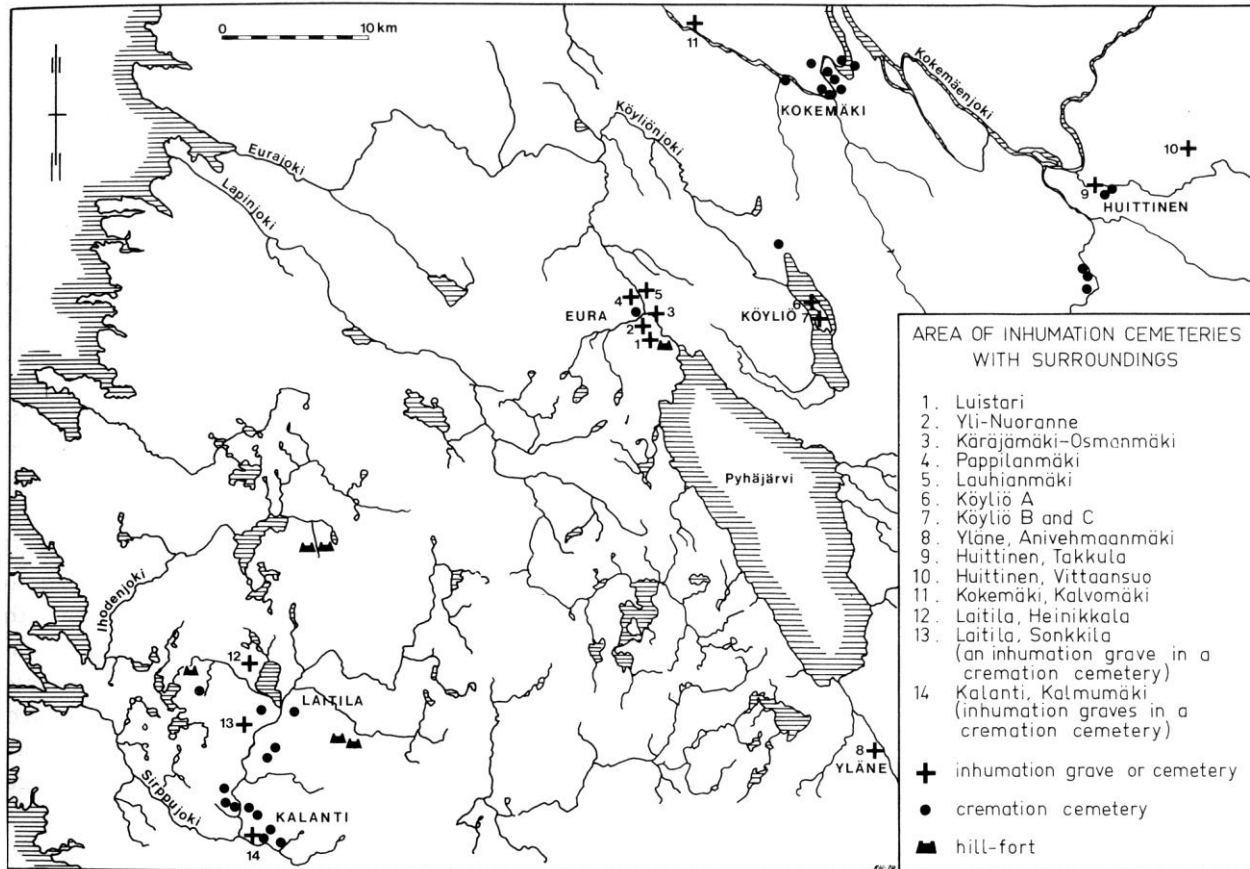 0 10 km
11
Kokemäenjoki
KOKEMÄKI
Köyliönjoki
Eurajoki
Lapinjoki
10
9
HUITTINEN
4
5
EURA
3
2
1
KÖYLIÖ
6
7
Pyhäjärvi
Ihodenjoki
12
LAITILA
13
8
YLÄNE
Sirppujoki
KALANTI
14
AREA OF INHUMATION CEMETERIES
WITH SURROUNDINGS
1. Luistari
2. Yli-Nuoranne
3. Käräjämäki-Osmanmäki
4. Pappilanmäki
5. Lauhianmäki
6. Köyliö A
7. Köyliö B and C
8. Yläne, Anivehmaanmäki
9. Huittinen, Takkula
10. Huittinen, Vittaansuo
11. Kokemäki, Kalvomäki
12. Laitila, Heinikkala
13. Laitila, Sonkkila
(an inhumation grave in a
cremation cemetery)
14 Kalanti, Kalmumäki
(inhumation graves in a
cremation cemetery)
inhumation grave or cemetery
cremation cemetery
hill-fort